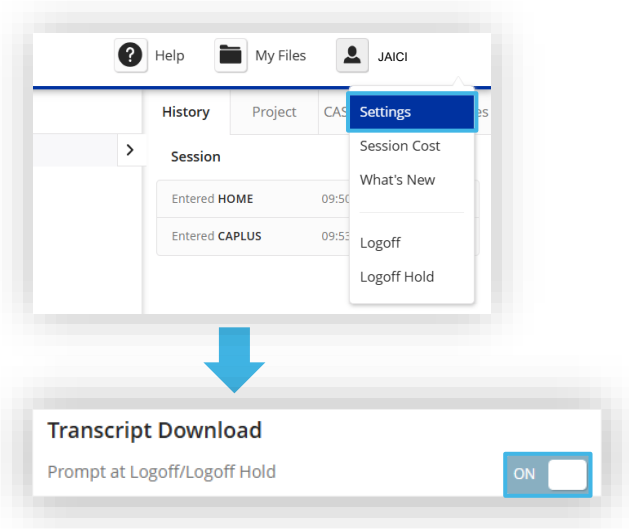 Help My Files JAICI
History Project CAS es
Settings
Session Cost
What's New
Logoff
Logoff Hold
Session
Entered HOME 09:50
Entered CAPLUS 09:53
Transcript Download
Prompt at Logoff/Logoff Hold ON